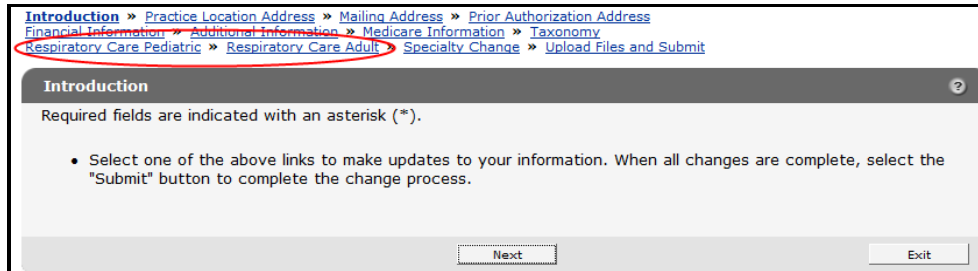 Introduction » Practice Location Address » Mailing Address » Prior Authorization Address
Financial Information » Additional Information » Medicare Information » Taxonomy
Respiratory Care Pediatric » Respiratory Care Adult » Specialty Change » Upload Files and Submit
Introduction ?
Required fields are indicated with an asterisk (*).
• Select one of the above links to make updates to your information. When all changes are complete, select the
"Submit" button to complete the change process.
Next Exit